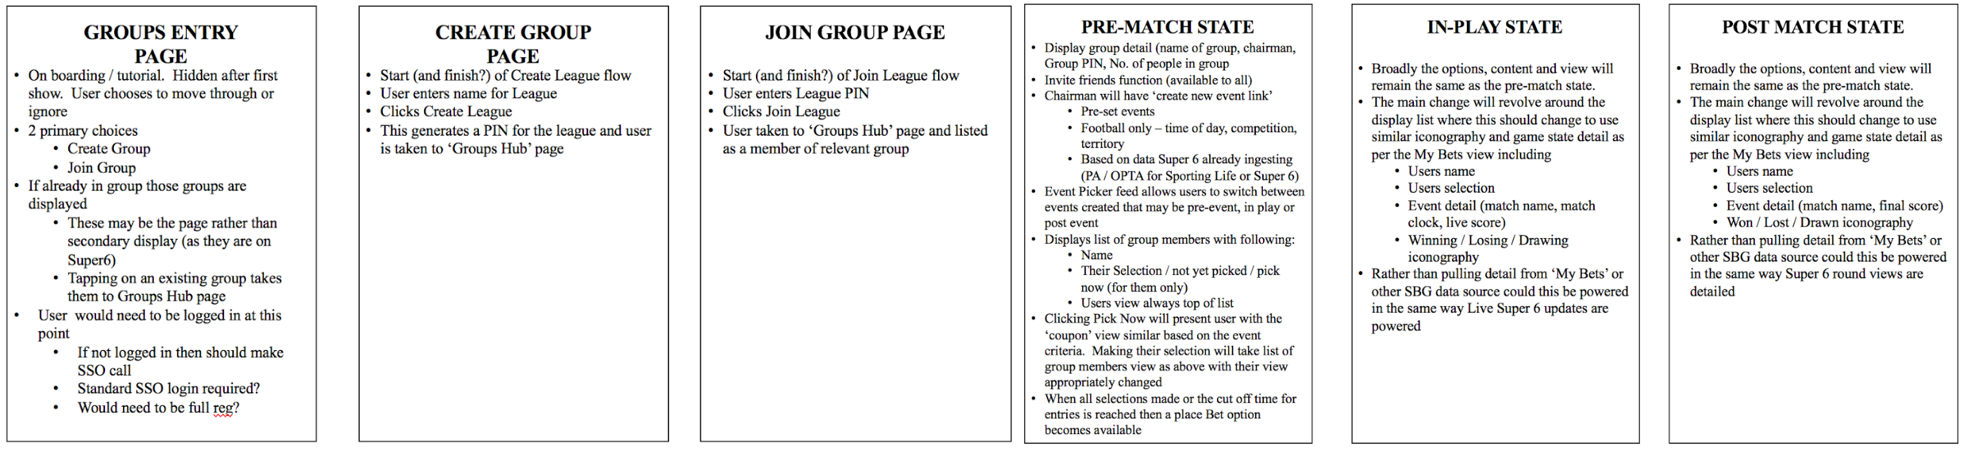 GROUPS ENTRY
PAGE
• On boarding / tutorial. Hidden after first
show. User chooses to move through or
ignore
• 2 primary choices
• Create Group
• Join Group
• If already in group those groups are
displayed
• These may be the page rather than
secondary display (as they are on
Super6)
• Tapping on an existing group takes
them to Groups Hub page
• User would need to be logged in at this
point
• If not logged in then should make
SSO call
• Standard SSO login required?
• Would need to be full reg?
CREATE GROUP
PAGE
• Start (and finish?) of Create League flow
• User enters name for League
• Clicks Create League
• This generates a PIN for the league and user
is taken to ‘Groups Hub’ page
JOIN GROUP PAGE
• Start (and finish?) of Join League flow
• User enters League PIN
• Clicks Join League
• User taken to ‘Groups Hub’ page and listed
as a member of relevant group
PRE-MATCH STATE
• Display group detail (name of group, chairman,
Group PIN, No. of people in group
• Invite friends function (available to all)
• Chairman will have ‘create new event link’
• Pre-set events
• Football only – time of day, competition,
territory
• Based on data Super 6 already ingesting
(PA / OPTA for Sporting Life or Super 6)
• Event Picker feed allows users to switch between
events created that may be pre-event, in play or
post event
• Displays list of group members with following:
• Name
• Their Selection / not yet picked / pick
now (for them only)
• Users view always top of list
• Clicking Pick Now will present user with the
‘coupon’ view similar based on the event
criteria. Making their selection will take list of
group members view as above with their view
appropriately changed
• When all selections made or the cut off time for
entries is reached then a place Bet option
becomes available
IN-PLAY STATE
• Broadly the options, content and view will
remain the same as the pre-match state.
• The main change will revolve around the
display list where this should change to use
similar iconography and game state detail as
per the My Bets view including
• Users name
• Users selection
• Event detail (match name, match
clock, live score)
• Winning / Losing / Drawing
iconography
• Rather than pulling detail from ‘My Bets’ or
other SBG data source could this be powered
in the same way Live Super 6 updates are
powered
POST MATCH STATE
• Broadly the options, content and view will
remain the same as the pre-match state.
• The main change will revolve around the
display list where this should change to use
similar iconography and game state detail as
per the My Bets view including
• Users name
• Users selection
• Event detail (match name, final score)
• Won / Lost / Drawn iconography
• Rather than pulling detail from ‘My Bets’ or
other SBG data source could this be powered
in the same way Super 6 round views are
detailed